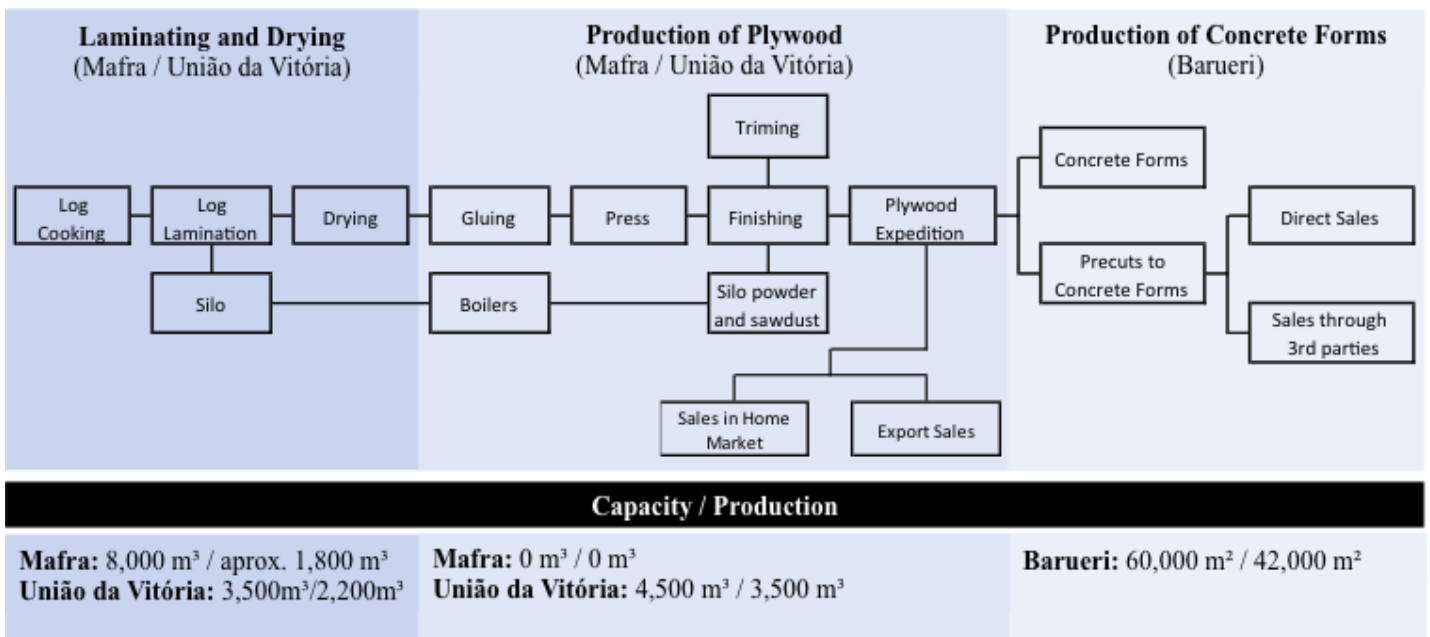 Laminating and Drying
(Mafra / União da Vitória)
Production of Plywood
(Mafra / União da Vitória)
Production of Concrete Forms
(Barueri)
Triming
Concrete Forms
Log
Cooking
Log
Lamination
Drying
Gluing
Press
Finishing
Plywood
Expedition
Direct Sales
Precuts to
Concrete Forms
Silo
Boilers
Silo powder
and sawdust
Sales through
3rd parties
Sales in Home
Market
Export Sales
Capacity / Production
Mafra: 8,000 m³ / aprox. 1,800 m³
União da Vitória: 3,500m³/2,200m³
Mafra: 0 m³ / 0 m³
União da Vitória: 4,500 m³ / 3,500 m³
Barueri: 60,000 m² / 42,000 m²